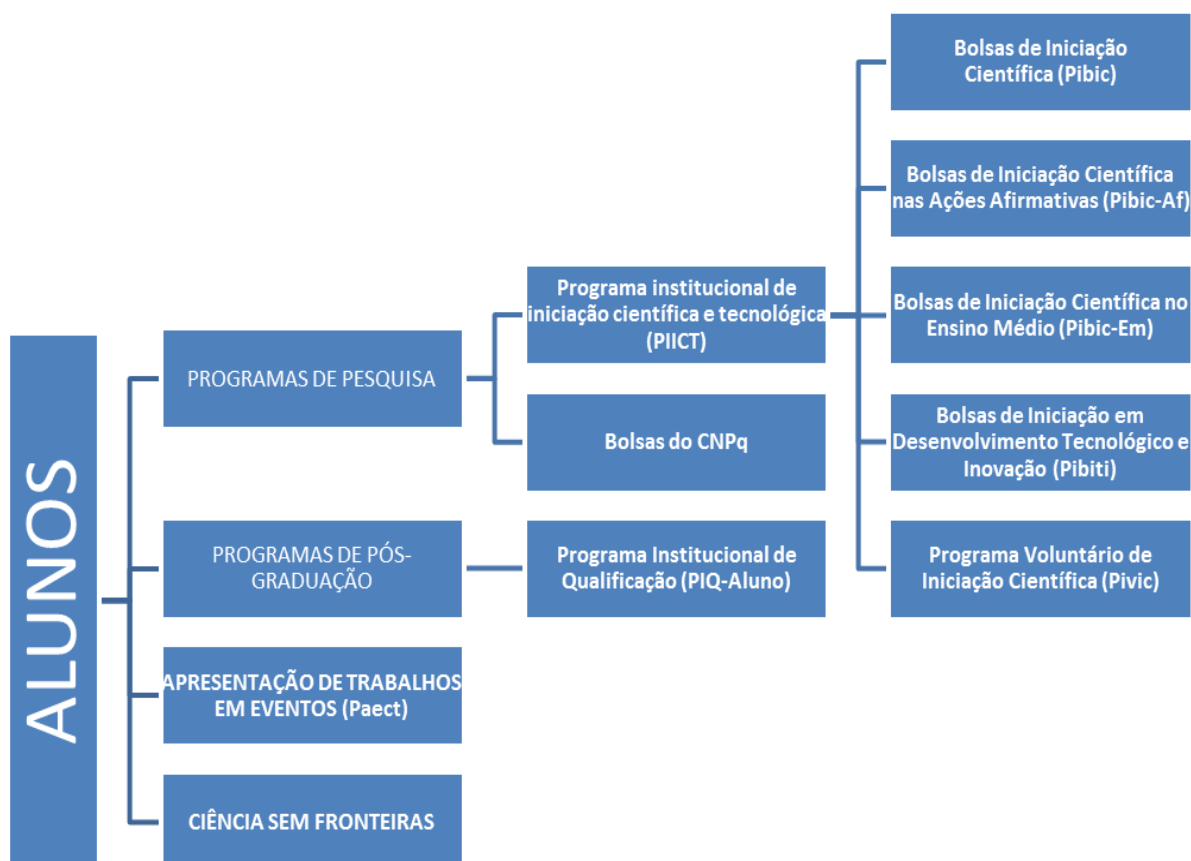 ALUNOS
PROGRAMAS DE PESQUISA
Programa institucional de
iniciação científica e tecnológica
(PIICT)
Bolsas de Iniciação
Científica (Pibic)
Bolsas de Iniciação Científica
nas Ações Afirmativas (Pibic-Af)
Bolsas de Iniciação Científica no
Ensino Médio (Pibic-Em)
Bolsas de Iniciação em
Desenvolvimento Tecnológico e
Inovação (Pibiti)
Programa Voluntário de
Iniciação Científica (Pivic)
Bolsas do CNPq
PROGRAMAS DE PÓS-
GRADUAÇÃO
Programa Institucional de
Qualificação (PIQ-Aluno)
APRESENTAÇÃO DE TRABALHOS
EM EVENTOS (Paect)
CIÊNCIA SEM FRONTEIRAS